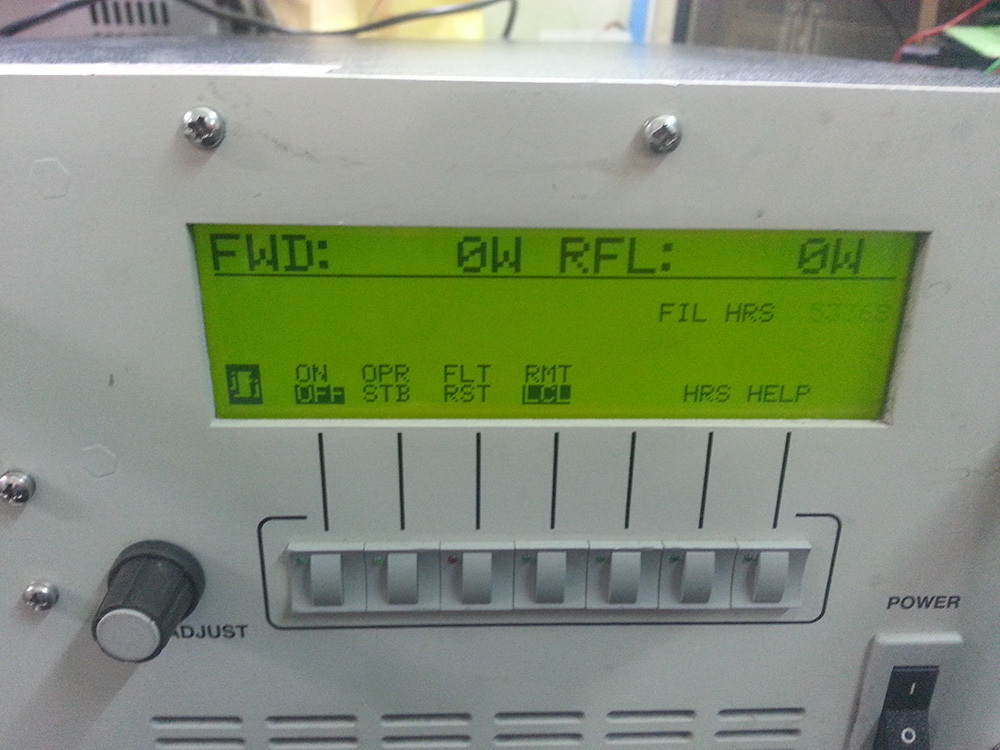 FWD: 0W RFL: 0W
FIL HRS
ON OPR FLT RMT
OFF STB RST LCL HRS HELP
ADJUST
POWER
I
O